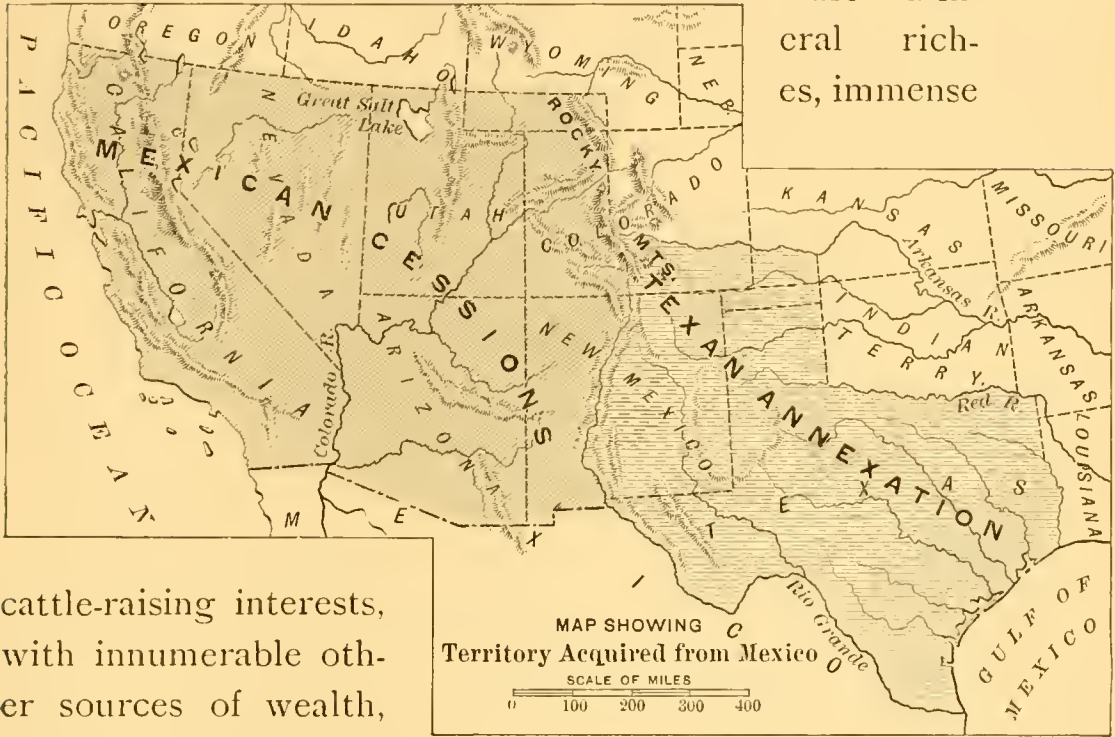 eral rich-
es, immense
OREGON
IDAHO
WYOMING
NEB.
PACIFIC OCEAN
CALIFORNIA
NEVADA
Great Salt
Lake
UTAH
ROCKY
MTS.
COLORADO
KANSAS
MISSOURI
Arkansas R.
MEXICAN CESSIONS
TEXAN ANNEXATION
INDIAN
TERRY.
ARKANSAS
ARIZONA
NEW
MEXICO
Colorado R.
Red R.
LOUISIANA
TEXAS
MEXICO
Rio Grande
GULF OF
MEXICO
cattle-raising interests,
with innumerable oth-
er sources of wealth,
MAP SHOWING
Territory Acquired from Mexico
SCALE OF MILES
0 100 200 300 400